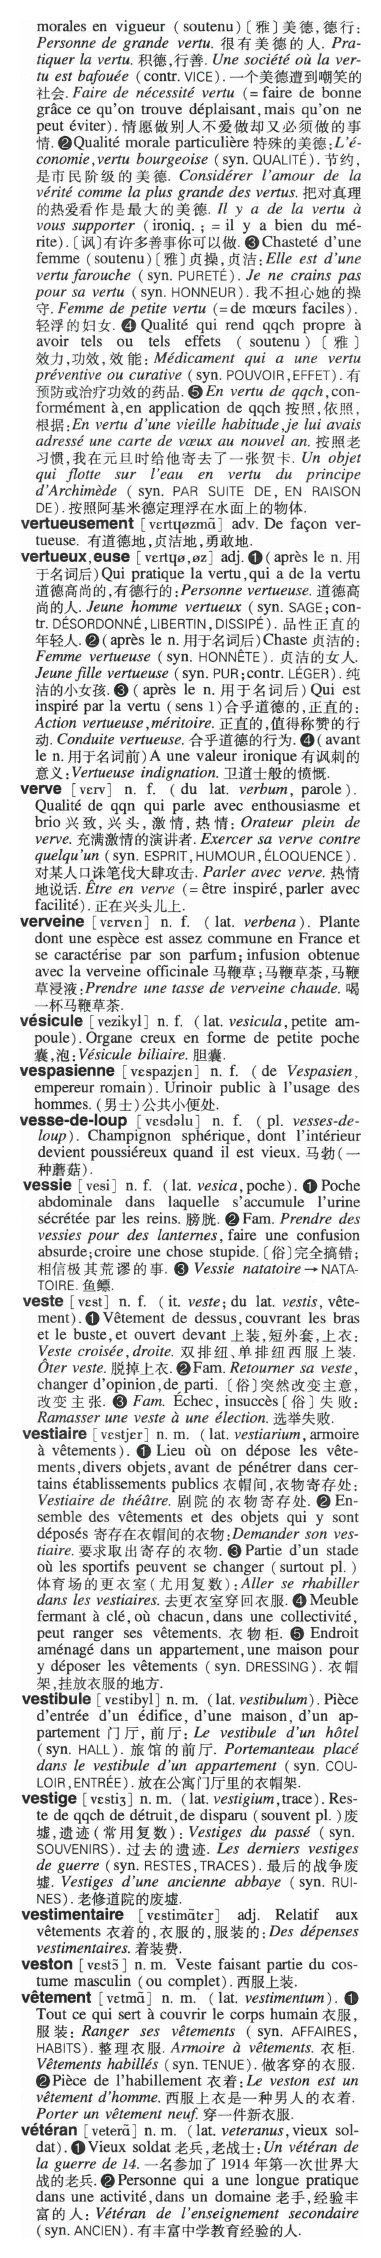 morales en vigueur ( soutenu)〔雅〕美德,德行:
Personne de grande vertu. 很有美德的人. Pra-
tiquer la vertu. 积德,行善. Une société où la ver-
tu est bafouée ( contr. VICE) . 一个美德遭到嘲笑的
社会. Faire de nécessité vertu (= faire de bonne
grâce ce qu'on trouve déplaisant, mais qu'on ne
peut éviter) . 情愿做别人不爱做却又必须做的事
情. ❷Qualité morale particulière 特殊的美德:L'é-
conomie, vertu bourgeoise ( syn. QUALITÉ) . 节约,
是市民阶级的美德. Considérer l'amour de la
vérité comme la plus grande des vertus. 把对真理
的热爱看作是最大的美德. Il y a de la vertu à
vous supporter ( ironiq. ; = il y a bien du mé-
rite) .〔讽〕有许多善事你可以做. ❸Chasteté d'une
femme (soutenu)〔雅〕贞操,贞洁:Elle est d'une
vertu farouche ( syn. PURETÉ) . Je ne crains pas
pour sa vertu ( syn. HONNEUR) . 我不担心她的操
守. Femme de petite vertu (= de mœurs faciles) .
轻浮的妇女. ❹ Qualité qui rend qqch propre à
avoir tels ou tels effets ( soutenu )〔雅〕
效力,功效,效能: Médicament qui a une vertu
préventive ou curative ( syn. POUVOIR, EFFET) . 有
预防或治疗功效的药品. ❺En vertu de qqch, con-
formément à, en application de qqch 按照,依照,
根据:En vertu d'une vieille habitude, je lui avais
adressé une carte de vœux au nouvel an. 按照老
习惯,我在元旦时给他寄去了一张贺卡. Un objet
qui flotte sur l'eau en vertu du principe
d'Archimède ( syn. PAR SUITE DE, EN RAISON
DE) . 按照阿基米德定理浮在水面上的物体.
vertueusement [ vɛrtɥøzmɑ̃] adv. De façon ver-
tueuse. 有道德地,贞洁地,勇敢地.
vertueux, euse [ vɛrtɥø, øz] adj. ❶( après le n. 用
于名词后) Qui pratique la vertu, qui a de la vertu
道德高尚的,有德行的: Personne vertueuse. 道德高
尚的人. Jeune homme vertueux ( syn. SAGE; con-
tr. DÉSORDONNÉ, LIBERTIN, DISSIPÉ) . 品性正直的
年轻人. ❷( après le n. 用于名词后) Chaste 贞洁的:
Femme vertueuse ( syn. HONNÊTE) . 贞洁的女人.
Jeune fille vertueuse ( syn. PUR; contr. LÉGER) . 纯
洁的小女孩. ❸ ( après le n. 用于名词后) Qui est
inspiré par la vertu ( sens 1)合乎道德的,正直的:
Action vertueuse, méritoire. 正直的,值得称赞的行
动. Conduite vertueuse. 合乎道德的行为. ❹( avant
le n. 用于名词前) A une valeur ironique 有讽刺的
意义:Vertueuse indignation. 卫道士般的愤慨.
verve [ vɛrv] n. f. ( du lat. verbum, parole ) .
Qualité de qqn qui parle avec enthousiasme et
brio 兴致,兴头,激情,热情: Orateur plein de
verve. 充满激情的演讲者. Exercer sa verve contre
quelqu'un ( syn. ESPRIT, HUMOUR, ÉLOQUENCE) .
对某人口诛笔伐大肆攻击. Parler avec verve. 热情
地说话. Être en verve (= être inspiré, parler avec
facilité) . 正在兴头儿上.
verveine [ vɛrvɛn] n. f. ( lat. verbena) . Plante
dont une espèce est assez commune en France et
se caractérise par son parfum; infusion obtenue
avec la verveine officinale 马鞭草;马鞭草茶,马鞭
草浸液:Prendre une tasse de verveine chaude. 喝
一杯马鞭草茶.
vésicule [ vezikyl] n. f. ( lat. vesicula, petite am-
poule) . Organe creux en forme de petite poche
囊,泡:Vésicule biliaire. 胆囊.
vespasienne [ vɛspazjɛn] n. f. ( de Vespasien,
empereur romain) . Urinoir public à l'usage des
hommes. (男士)公共小便处.
vesse-de-loup [ vɛsdəlu] n. f. ( pl. vesses-de-
loup) . Champignon sphérique, dont l'intérieur
devient poussiéreux quand il est vieux. 马勃(一
种蘑菇) .
vessie [ vesi] n. f. ( lat. vesica, poche) . ❶ Poche
abdominale dans laquelle s'accumule l'urine
sécrétée par les reins. 膀胱. ❷ Fam. Prendre des
vessies pour des lanternes, faire une confusion
absurde; croire une chose stupide.〔俗〕完全搞错;
相信极其荒谬的事. ❸ Vessie natatoire → NATA-
TOIRE. 鱼鳔.
veste [ vɛst] n. f. ( it. veste; du lat. vestis, vête-
ment) . ❶ Vêtement de dessus, couvrant les bras
et le buste, et ouvert devant 上装,短外套,上衣:
Veste croisée, droite. 双排纽、单排纽西服上装.
Ôter veste. 脱掉上衣. ❷ Fam. Retourner sa veste,
changer d'opinion, de parti.〔俗〕突然改变主意,
改变主张. ❸ Fam. Échec, insuccès〔俗〕失败:
Ramasser une veste à une élection. 选举失败.
vestiaire [ vɛstjɛr] n. m. ( lat. vestiarium, armoire
à vêtements) . ❶ Lieu où on dépose les vête-
ments, divers objets, avant de pénétrer dans cer-
tains établissements publics 衣帽间,衣物寄存处:
Vestiaire de théâtre. 剧院的衣物寄存处. ❷ En-
semble des vêtements et des objets qui y sont
déposés 寄存在衣帽间的衣物:Demander son ves-
tiaire. 要求取出寄存的衣物. ❸ Partie d'un stade
où les sportifs peuvent se changer ( surtout pl. )
体育场的更衣室(尤用复数) : Aller se rhabiller
dans les vestiaires. 去更衣室穿回衣服. ❹ Meuble
fermant à clé, où chacun, dans une collectivité,
peut ranger ses vêtements. 衣物柜. ❺ Endroit
aménagé dans un appartement, une maison pour
y déposer les vêtements ( syn. DRESSING) . 衣帽
架,挂放衣服的地方.
vestibule [ vɛstibyl] n. m. ( lat. vestibulum) . Pièce
d'entrée d'un édifice, d'une maison, d'un ap-
partement 门厅,前厅: Le vestibule d'un hôtel
( syn. HALL) . 旅馆的前厅. Portemanteau placé
dans le vestibule d'un appartement ( syn. COU-
LOIR, ENTRÉE) . 放在公寓门厅里的衣帽架.
vestige [ vɛstiʒ] n. m. ( lat. vestigium, trace) . Res-
te de qqch de détruit, de disparu ( souvent pl. )废
墟,遗迹(常用复数) : Vestiges du passé ( syn.
SOUVENIRS) . 过去的遗迹. Les derniers vestiges
de guerre ( syn. RESTES, TRACES) . 最后的战争废
墟. Vestiges d'une ancienne abbaye ( syn. RUI-
NES) . 老修道院的废墟.
vestimentaire [ vɛstimɑ̃tɛr] adj. Relatif aux
vêtements 衣着的,衣服的,服装的: Des dépenses
vestimentaires. 着装费.
veston [ vɛstɔ̃] n. m. Veste faisant partie du cos-
tume masculin ( ou complet) . 西服上装.
vêtement [ vɛtmɑ̃] n. m. ( lat. vestimentum) . ❶
Tout ce qui sert à couvrir le corps humain 衣服,
服装: Ranger ses vêtements ( syn. AFFAIRES,
HABITS) . 整理衣服. Armoire à vêtements. 衣柜.
Vêtements habillés ( syn. TENUE) . 做客穿的衣服.
❷Pièce de l'habillement 衣着:Le veston est un
vêtement d'homme. 西服上衣是一种男人的衣着.
Porter un vêtement neuf. 穿一件新衣服.
vétéran [ veterɑ̃] n. m. ( lat. veteranus, vieux sol-
dat) . ❶Vieux soldat 老兵,老战士:Un vétéran de
la guerre de 14. 一名参加了 1914 年第一次世界大
战的老兵. ❷ Personne qui a une longue pratique
dans une activité, dans un domaine 老手,经验丰
富的人: Vétéran de l'enseignement secondaire
( syn. ANCIEN) . 有丰富中学教育经验的人.